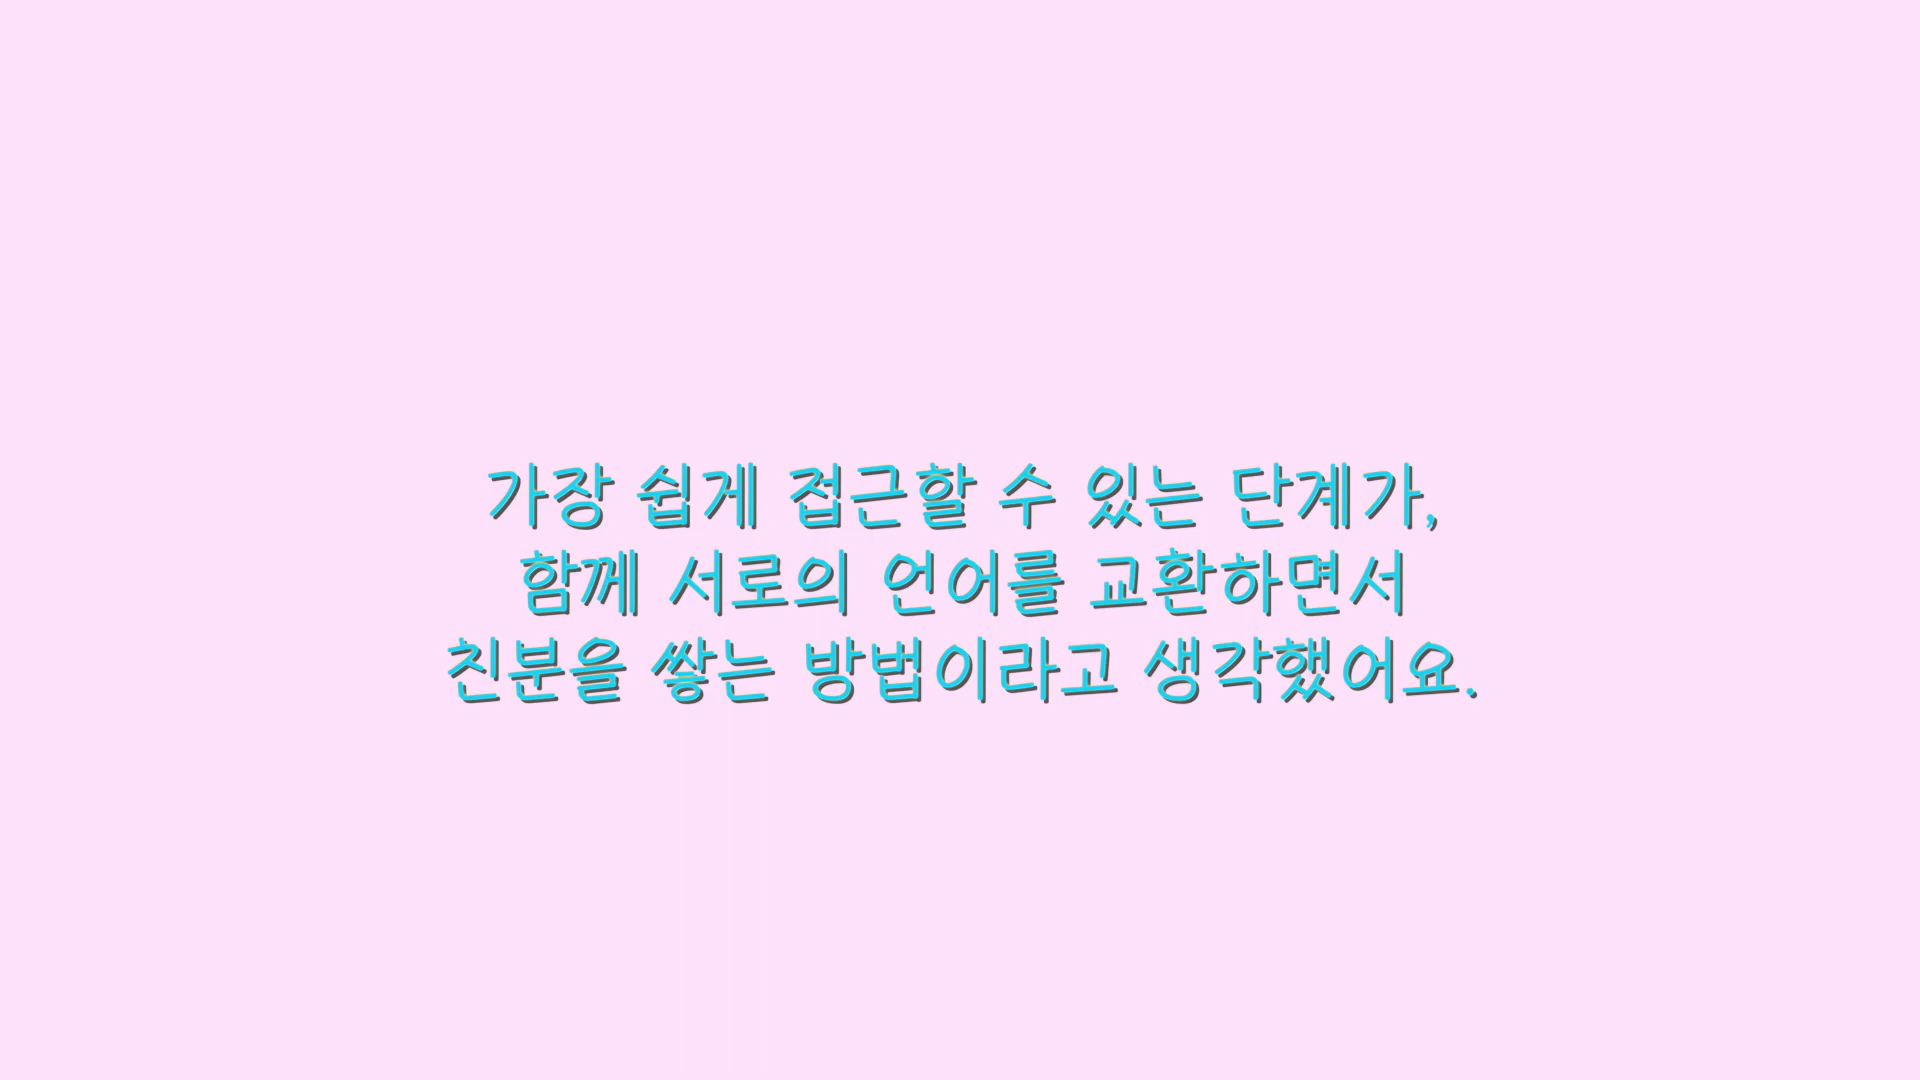 가장 쉽게 접근할 수 있는 단계가,
함께 서로의 언어를 교환하면서
친분을 쌓는 방법이라고 생각했어요.